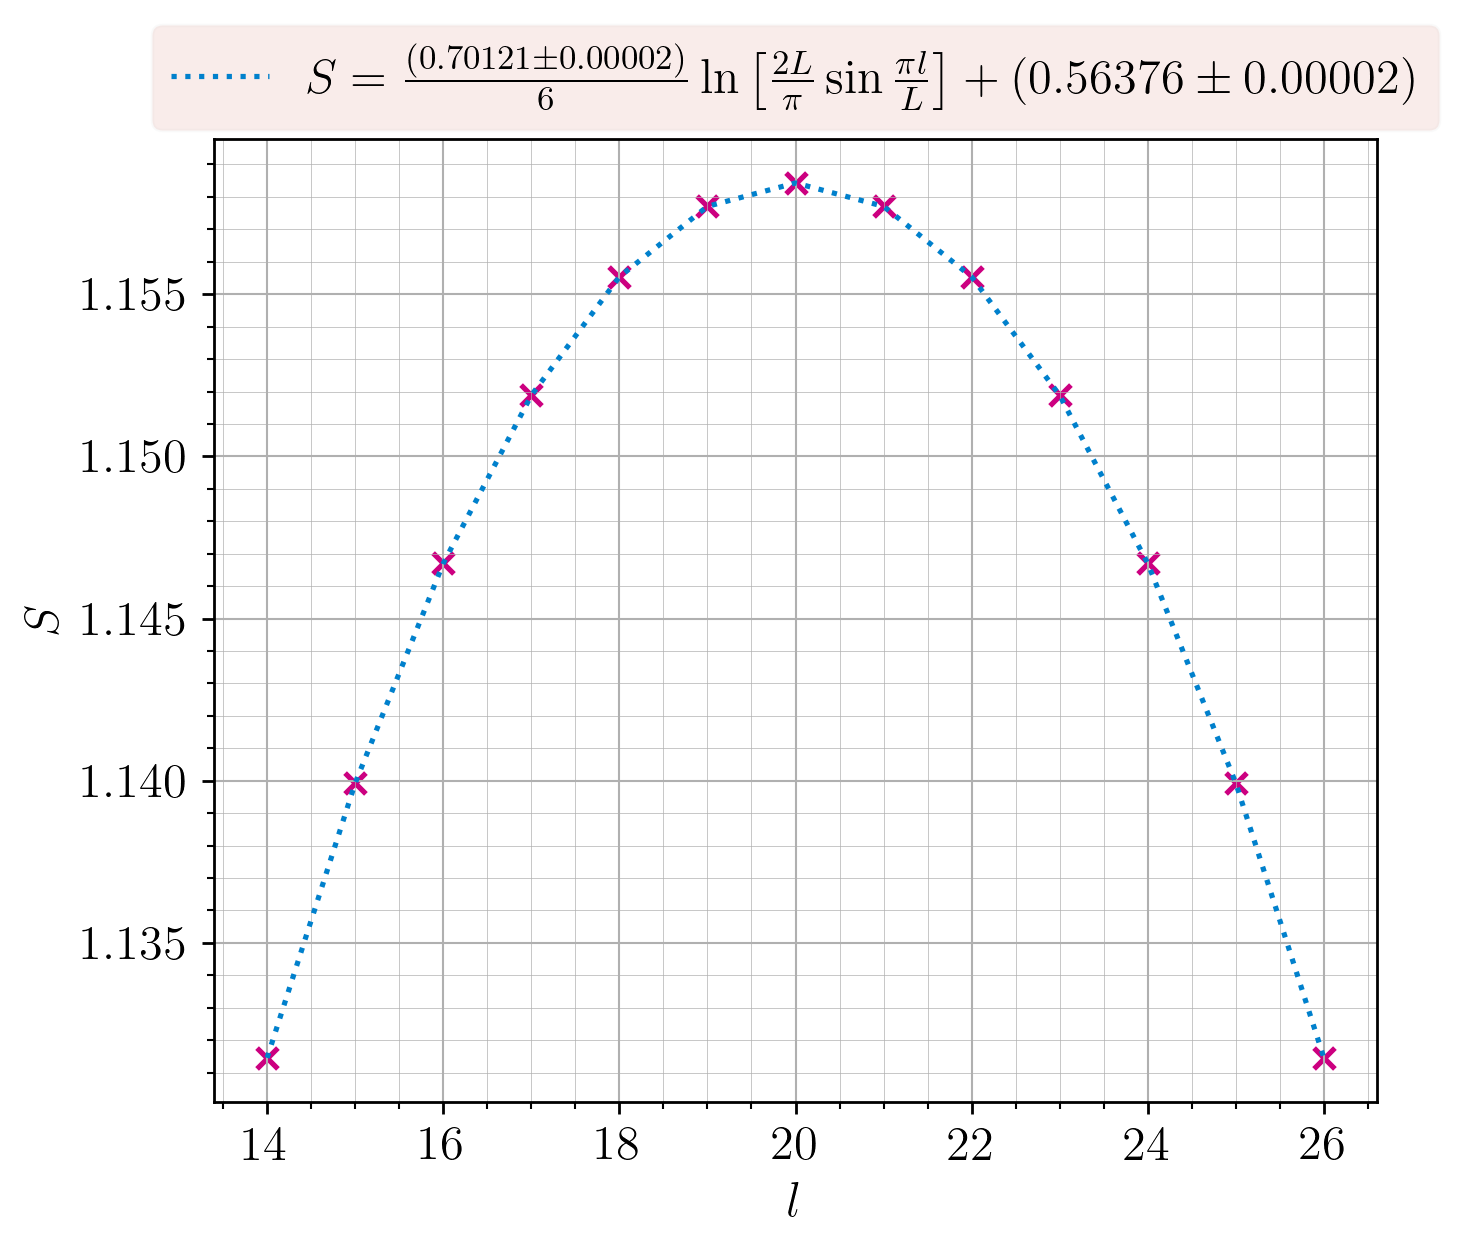 S = (0.70121±0.00002)/6 ln [2L/π sin πl/L] + (0.56376 ± 0.00002)
1.155
1.150
1.145
1.140
1.135
S
14 16 18 20 22 24 26
l